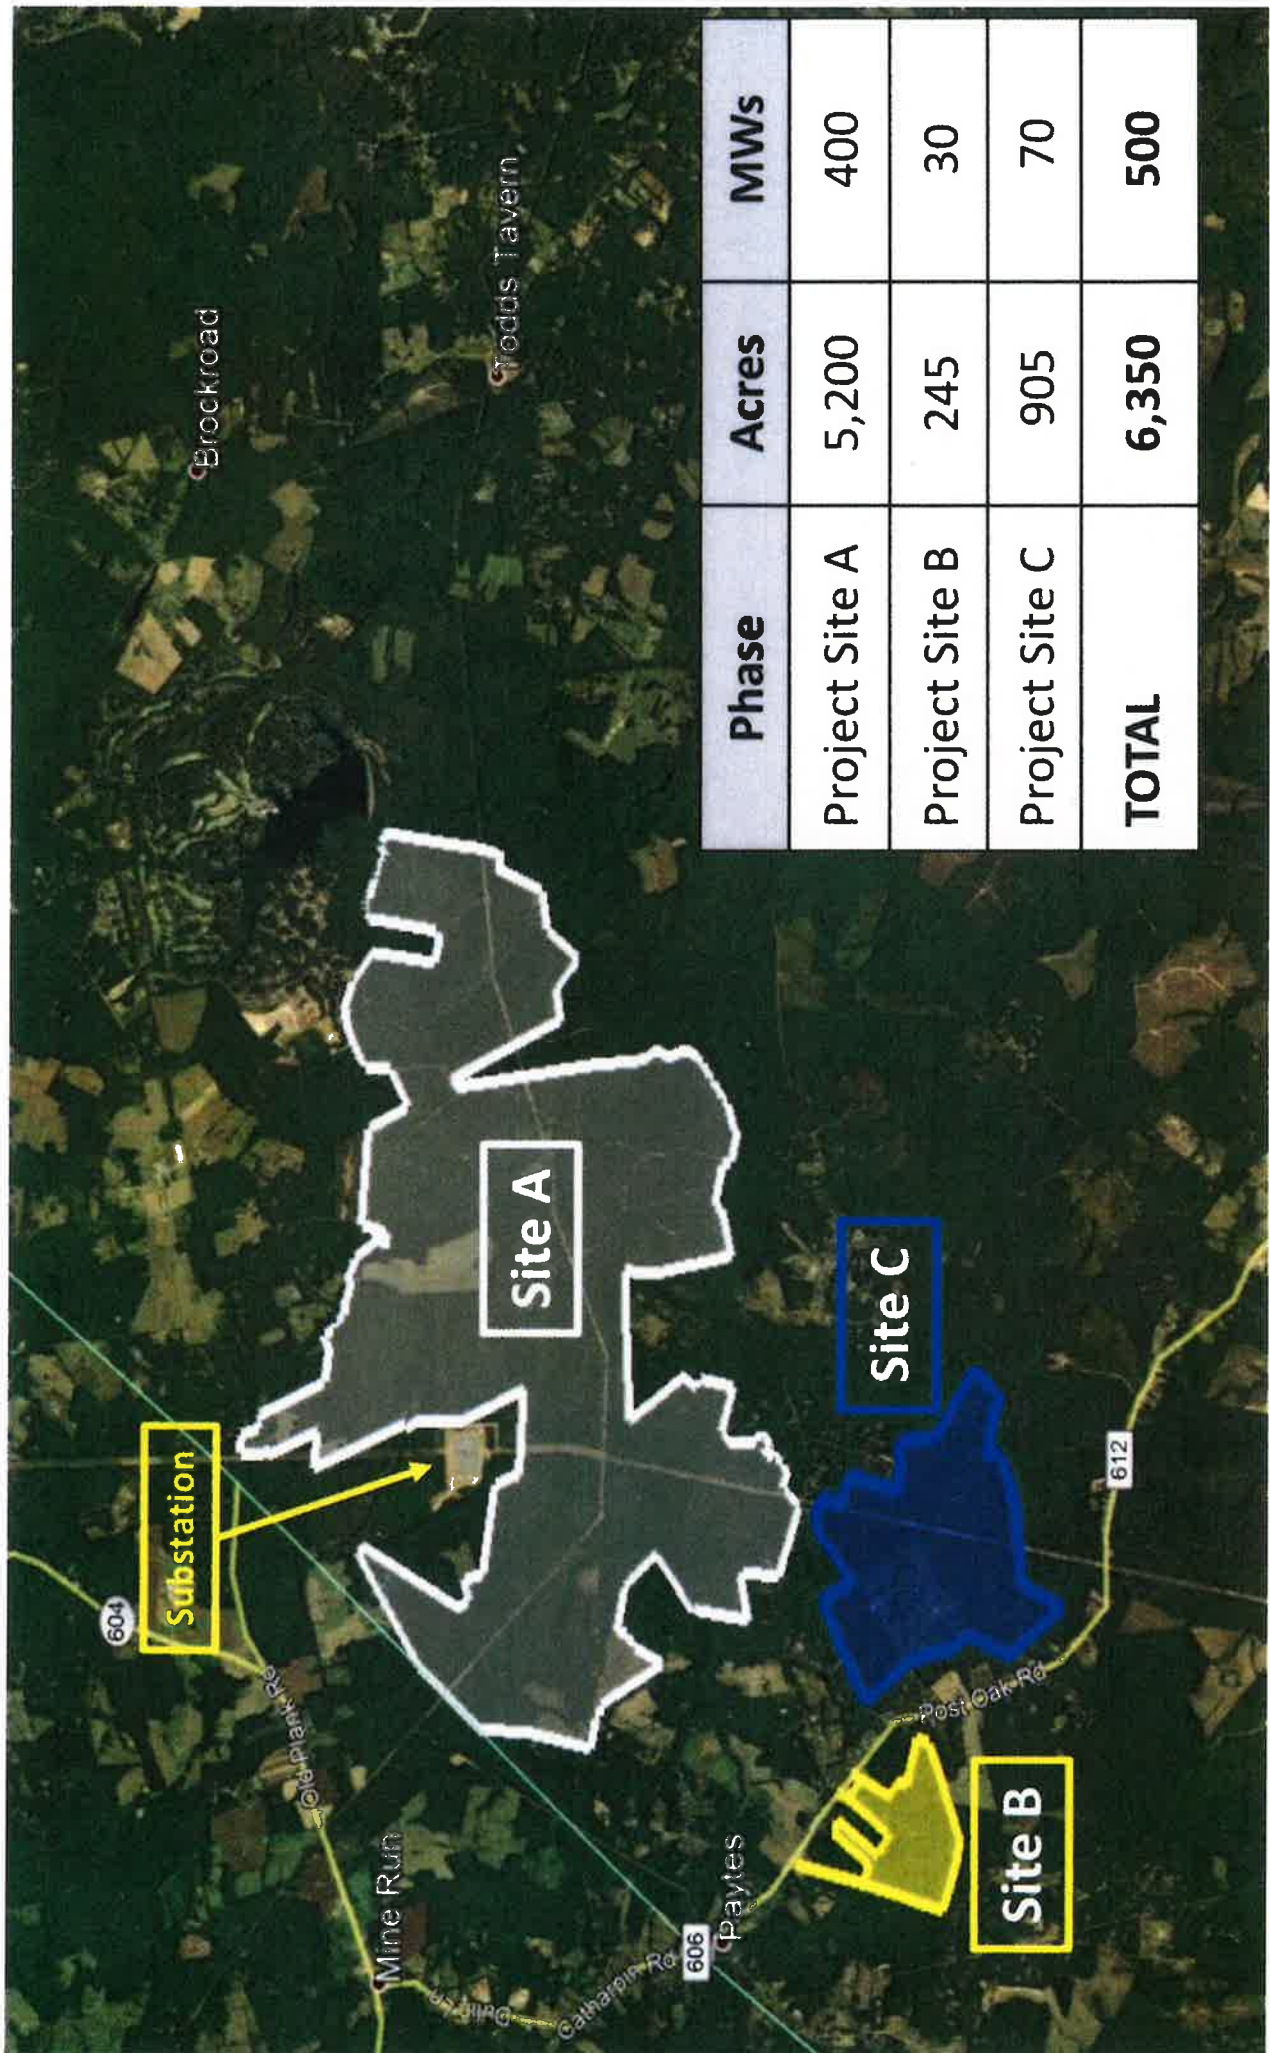 Brockroad
Todds Tavern
604
Substation
Old Plank Rd
Mine Run
Site A
Catharpin Rd
606
Paytes
Site C
Post Oak Rd
612
Site B
Phase Acres MWs
Project Site A 5,200 400
Project Site B 245 30
Project Site C 905 70
TOTAL 6,350 500